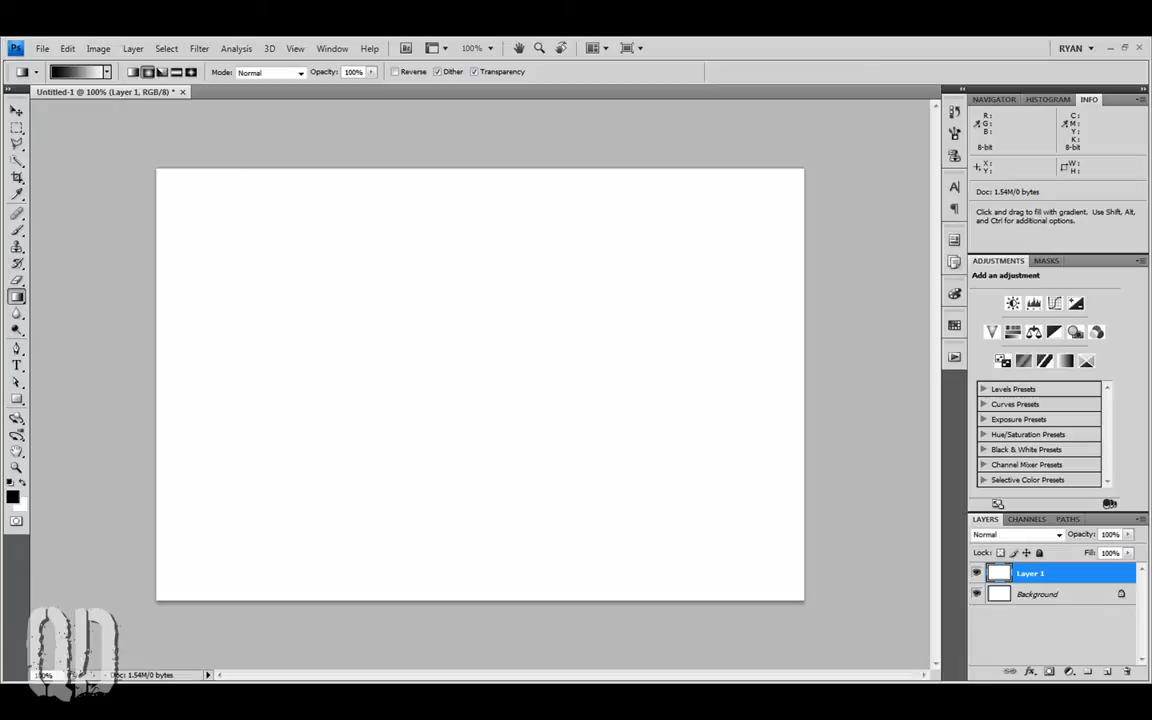 Ps File Edit Image Layer Select Filter Analysis 3D View Window Help Br 100% RYAN
Mode: Normal Opacity: 100% Reverse Dither Transparency
Untitled-1 @ 100% (Layer 1, RGB/8) *
NAVIGATOR HISTOGRAM INFO
R: C:
G: M:
B: Y:
K:
8-bit 8-bit
X: W:
Y: H:
Doc: 1.54M/0 bytes
Click and drag to fill with gradient. Use Shift, Alt,
and Ctrl for additional options.
ADJUSTMENTS MASKS
Add an adjustment
Levels Presets
Curves Presets
Exposure Presets
Hue/Saturation Presets
Black & White Presets
Channel Mixer Presets
Selective Color Presets
LAYERS CHANNELS PATHS
Normal Opacity: 100%
Lock: Fill: 100%
Layer 1
Background
T
A
QD
100% Doc: 1.54M/0 bytes